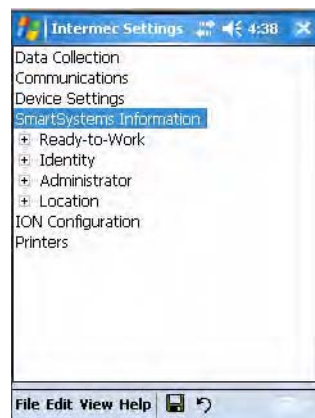 Intermec Settings 4:38
Data Collection
Communications
Device Settings
SmartSystems Information
Ready-to-Work
Identity
Administrator
Location
ION Configuration
Printers
File Edit View Help